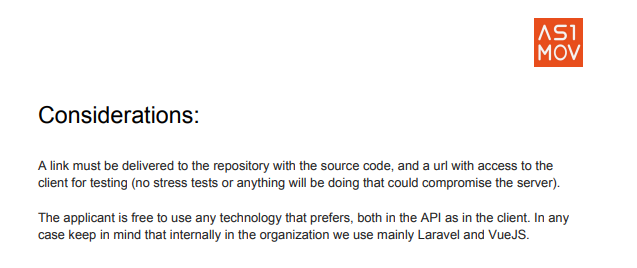 AS1
MOV
Considerations:
A link must be delivered to the repository with the source code, and a url with access to the
client for testing (no stress tests or anything will be doing that could compromise the server).
The applicant is free to use any technology that prefers, both in the API as in the client. In any
case keep in mind that internally in the organization we use mainly Laravel and VueJS.